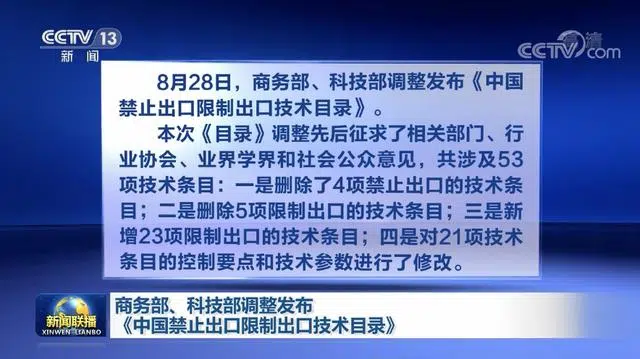 CCTV 13
新闻
CCTV.com
8月28日，商务部、科技部调整发布《中国
禁止出口限制出口技术目录》。
本次《目录》调整先后征求了相关部门、行
业协会、业界学界和社会公众意见，共涉及53
项技术条目：一是删除了4项禁止出口的技术条
目；二是删除5项限制出口的技术条目；三是新
增23项限制出口的技术条目；四是对21项技术
条目的控制要点和技术参数进行了修改。
新闻联播
XINWEN LIANBO
商务部、科技部调整发布
《中国禁止出口限制出口技术目录》